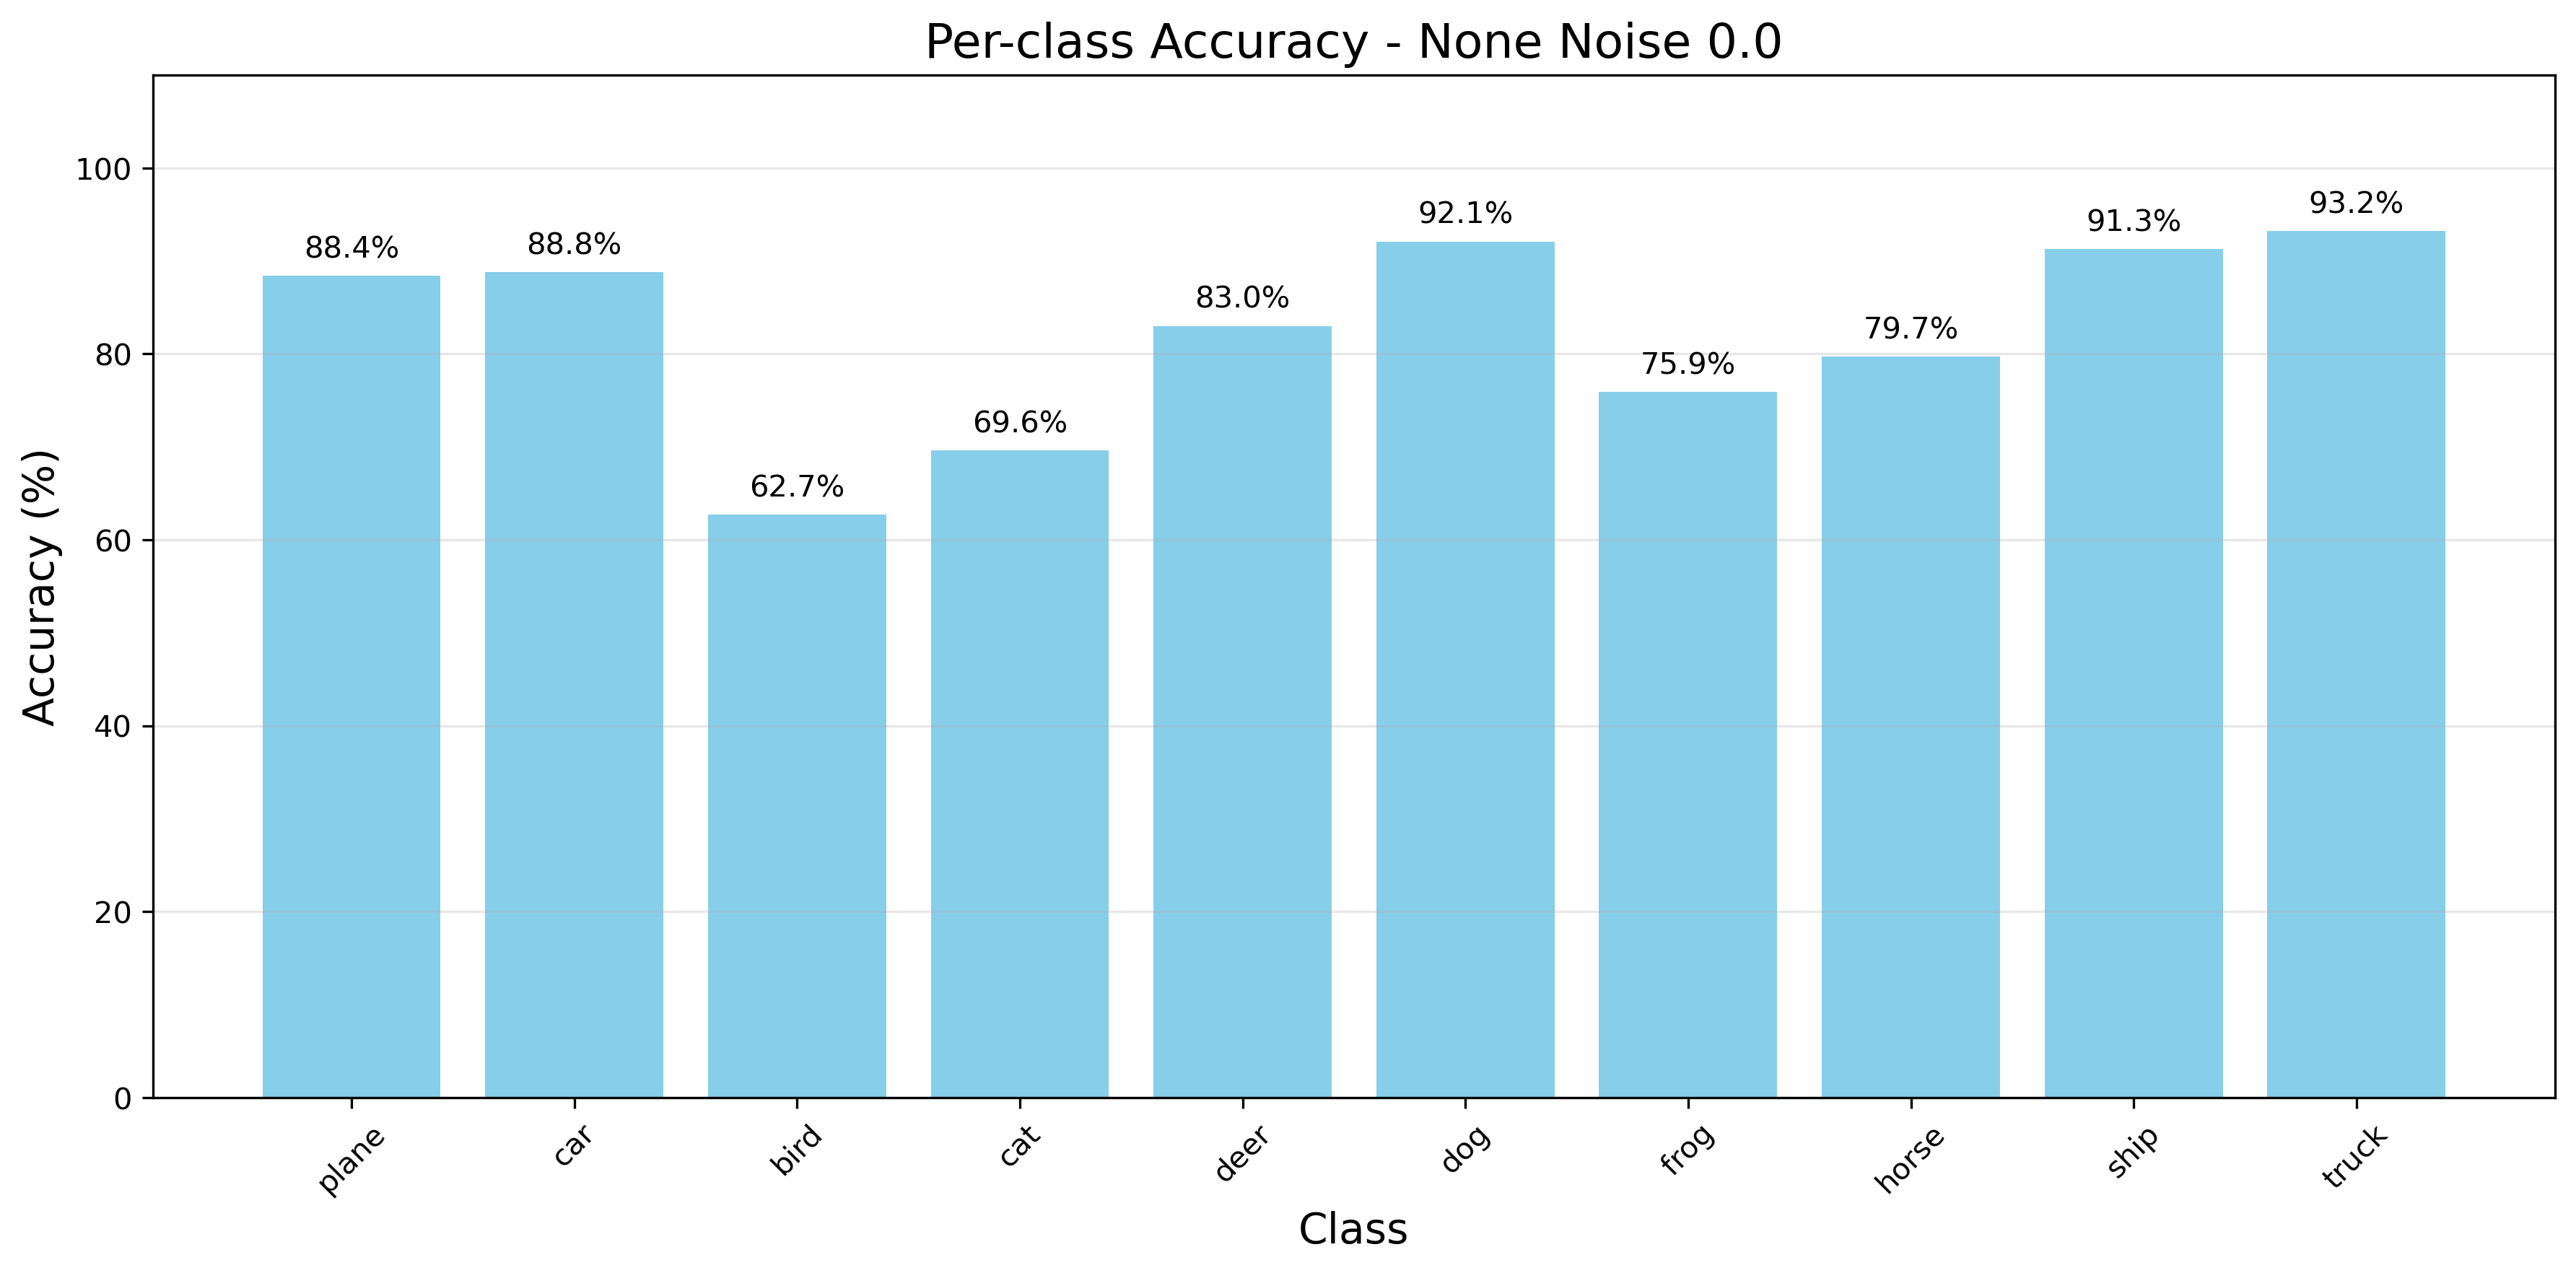 Per-class Accuracy - None Noise 0.0
100
80
60
40
20
0
Accuracy (%)
88.4%
88.8%
62.7%
69.6%
83.0%
92.1%
75.9%
79.7%
91.3%
93.2%
plane
car
bird
cat
deer
dog
frog
horse
ship
truck
Class